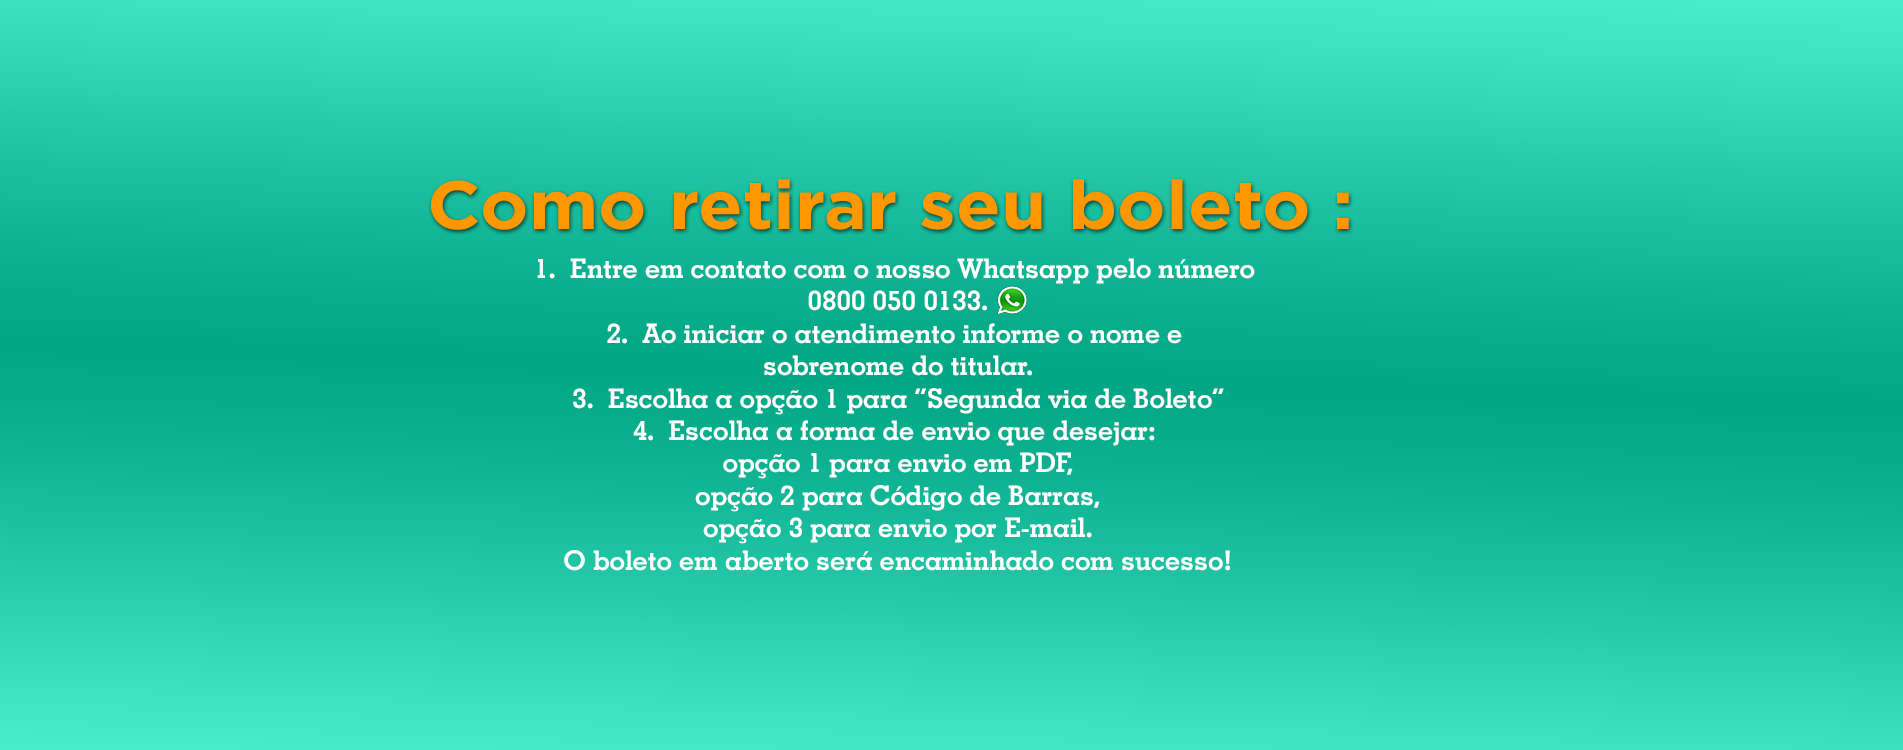 Como retirar seu boleto :
1. Entre em contato com o nosso Whatsapp pelo número
0800 050 0133.
2. Ao iniciar o atendimento informe o nome e
sobrenome do titular.
3. Escolha a opção 1 para "Segunda via de Boleto"
4. Escolha a forma de envio que desejar:
opção 1 para envio em PDF,
opção 2 para Código de Barras,
opção 3 para envio por E-mail.
O boleto em aberto será encaminhado com sucesso!